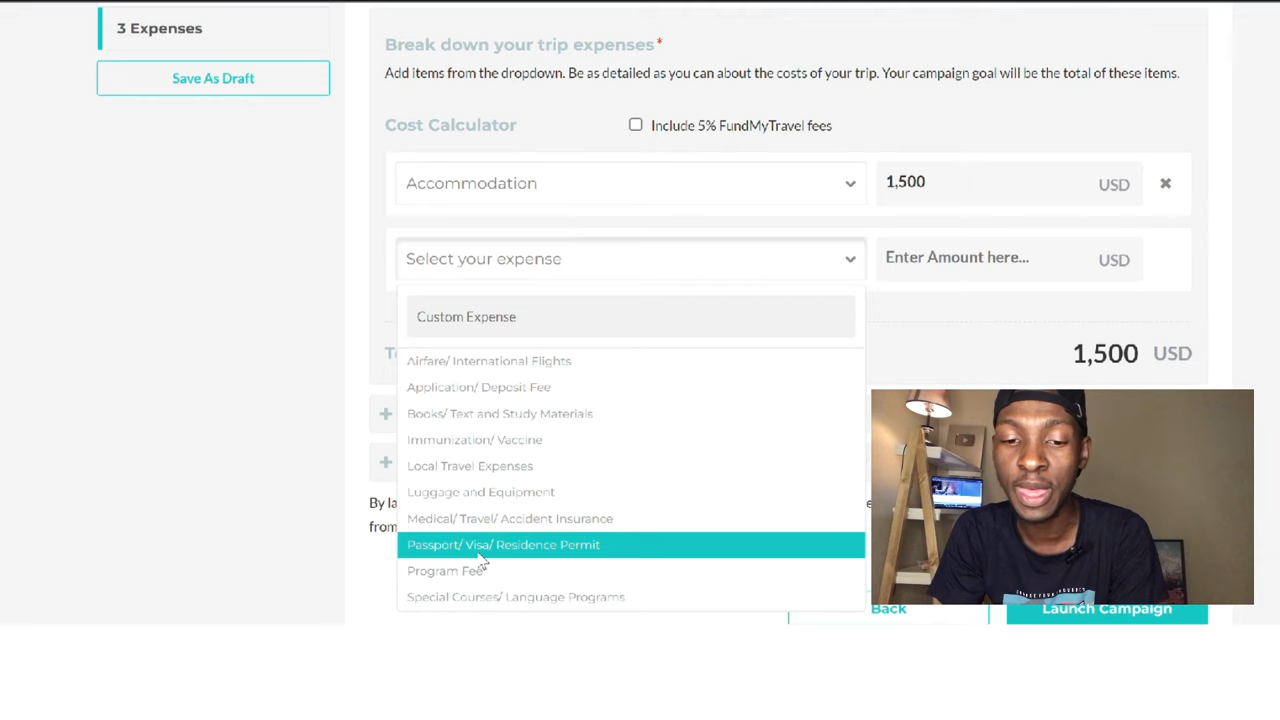 3 Expenses
Save As Draft
Break down your trip expenses*
Add items from the dropdown. Be as detailed as you can about the costs of your trip. Your campaign goal will be the total of these items.
Cost Calculator
Include 5% FundMyTravel fees
Accommodation
1,500 USD
Select your expense
Enter Amount here... USD
Custom Expense
Airfare/ International Flights
1,500 USD
Application/ Deposit Fee
Books/ Text and Study Materials
Immunization/ Vaccine
Local Travel Expenses
Luggage and Equipment
By la
Medical/ Travel/ Accident Insurance
from
Passport/ Visa/ Residence Permit
Program Fee
Special Courses/ Language Programs
Back
Launch Campaign